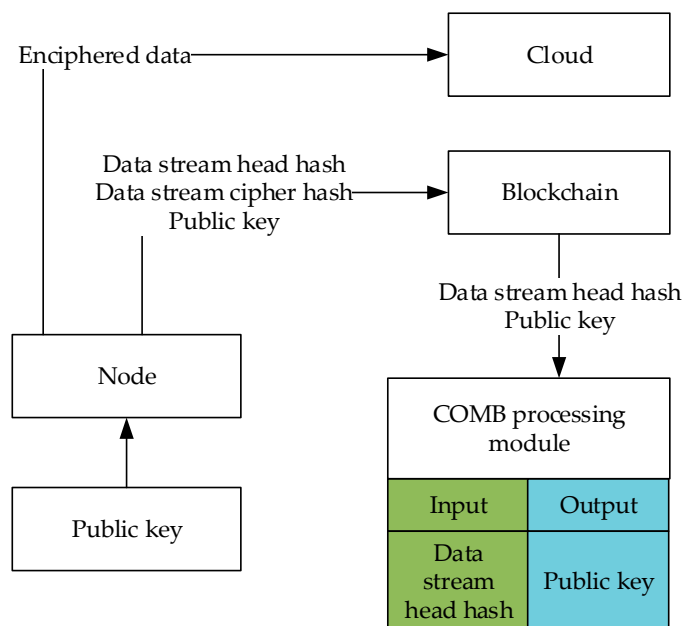 Enciphered data
Cloud
Data stream head hash
Data stream cipher hash
Public key
Blockchain
Data stream head hash
Public key
Node
COMB processing
module
Public key
Input
Output
Data
stream
head hash
Public key